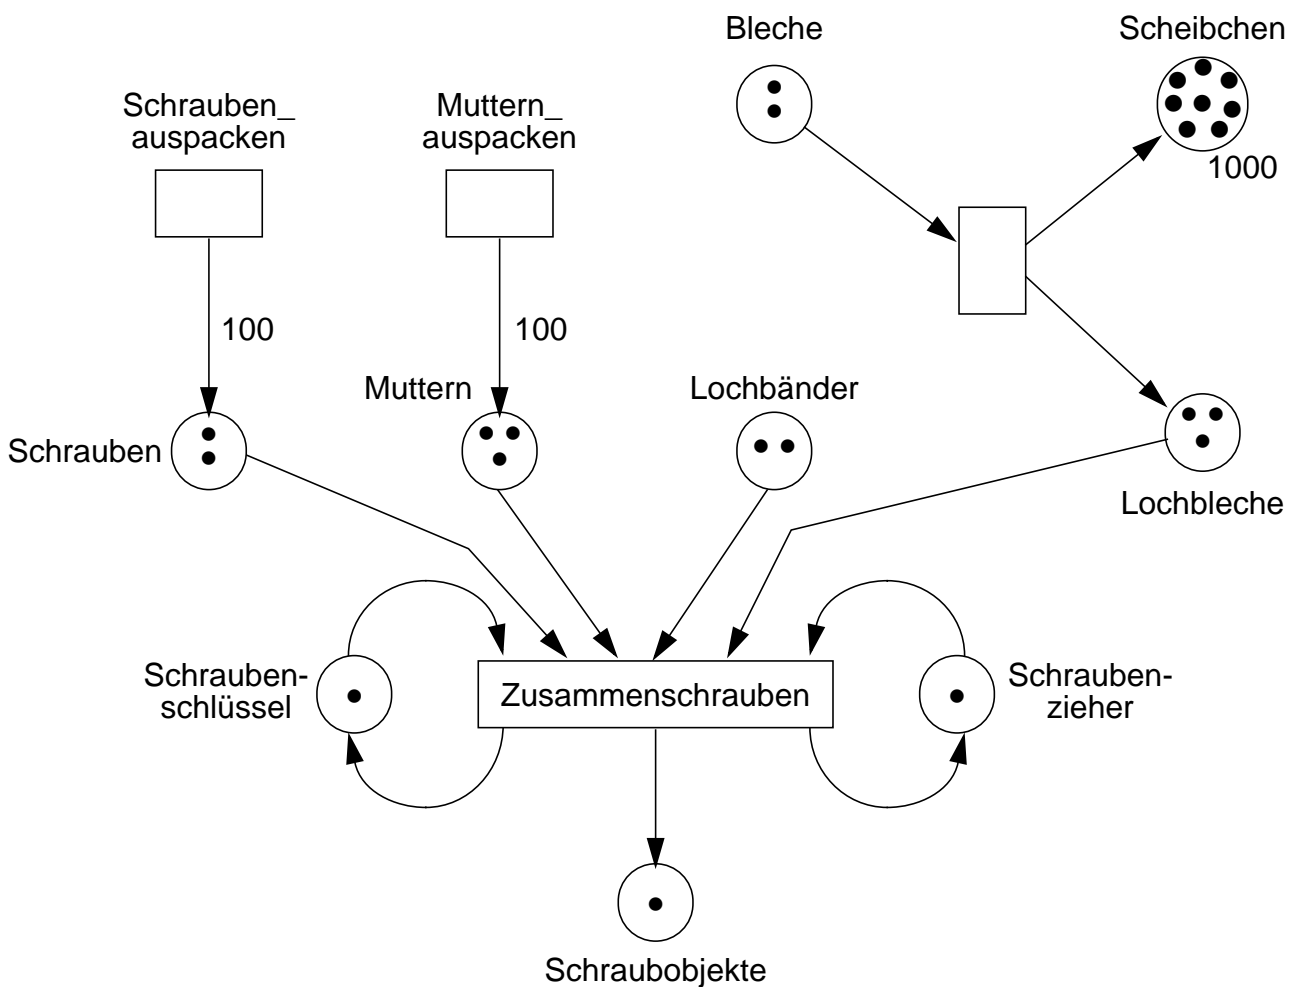 Bleche
Scheibchen
Schrauben_
auspacken
Muttern_
auspacken
1000
100
100
Muttern
Lochbänder
Schrauben
Lochbleche
Schrauben-
schlüssel
Zusammenschrauben
Schrauben-
zieher
Schraubobjekte